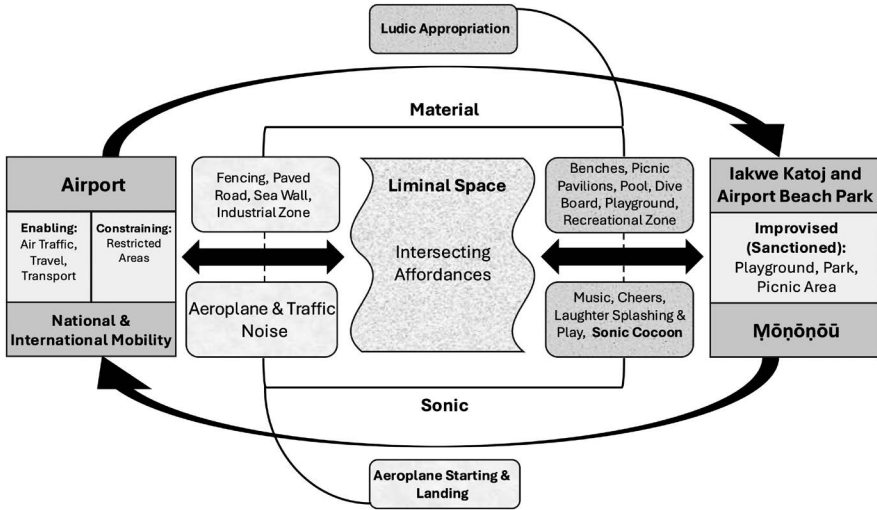 Ludic Appropriation
Material
Airport
Enabling:
Air Traffic,
Travel,
Transport
Constraining:
Restricted
Areas
National &
International Mobility
Fencing, Paved
Road, Sea Wall,
Industrial Zone
Aeroplane & Traffic
Noise
Liminal Space
Intersecting
Affordances
Benches, Picnic
Pavilions, Pool, Dive
Board, Playground,
Recreational Zone
Music, Cheers,
Laughter Splashing &
Play, Sonic Cocoon
Iakwe Katoj and
Airport Beach Park
Improvised
(Sanctioned):
Playground, Park,
Picnic Area
M̧ōņōņōū
Sonic
Aeroplane Starting &
Landing